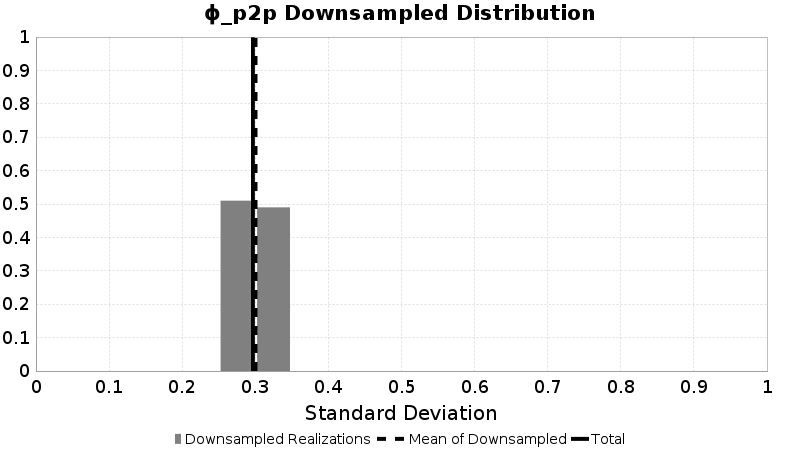 ϕ_p2p Downsampled Distribution
1
0.9
0.8
0.7
0.6
0.5
0.4
0.3
0.2
0.1
0
0 0.1 0.2 0.3 0.4 0.5 0.6 0.7 0.8 0.9 1
Standard Deviation
Downsampled Realizations Mean of Downsampled Total